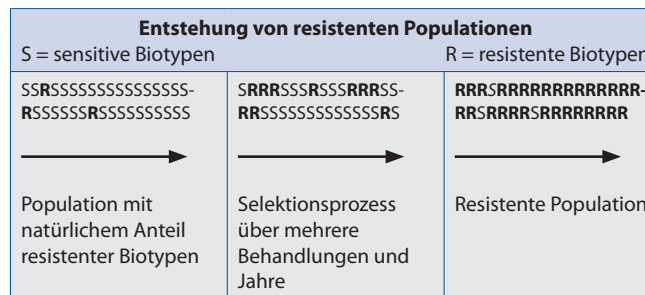 Entstehung von resistenten Populationen
S = sensitive Biotypen R = resistente Biotypen
SSRSSSSSSSSSSSSSSS-
RSSSSSSRSSSSSSSSSS
Population mit
natürlichem Anteil
resistenter Biotypen
SRRRSSSRSSSRRRSS-
RRSSSSSSSSSSSSSRS
Selektionsprozess
über mehrere
Behandlungen und
Jahre
RRRSRRRRRRRRRRRRRR-
RRSRRRRSRRRRRRRR
Resistente Population